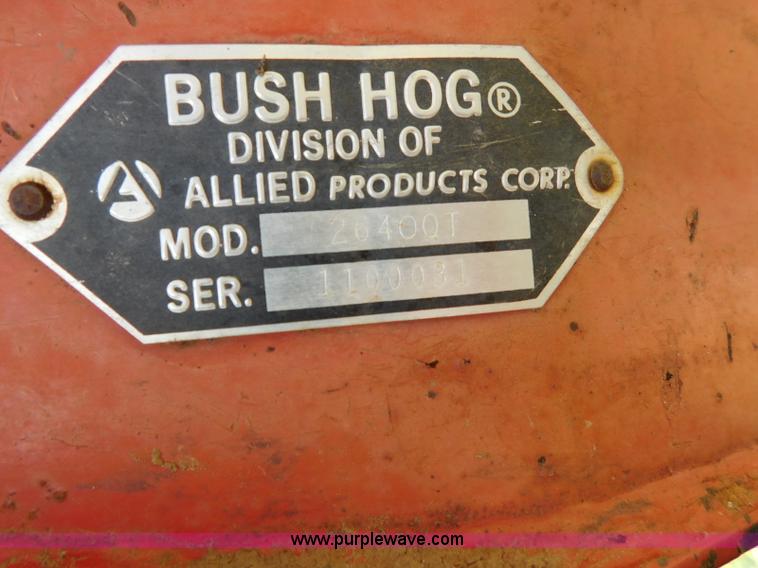 BUSH HOG®
DIVISION OF
ALLIED PRODUCTS CORP.
MOD. 2640QT
SER. 1100031
www.purplewave.com